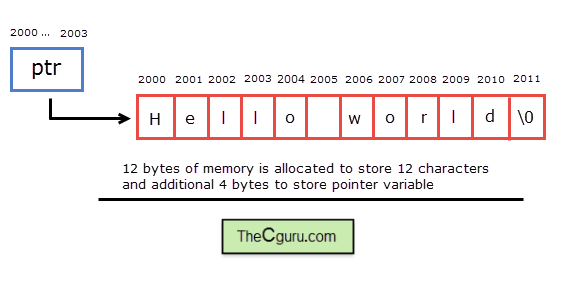 2000 ... 2003
ptr
2000 2001 2002 2003 2004 2005 2006 2007 2008 2009 2010 2011
H e l l o w o r l d \0
12 bytes of memory is allocated to store 12 characters
and additional 4 bytes to store pointer variable
TheCguru.com